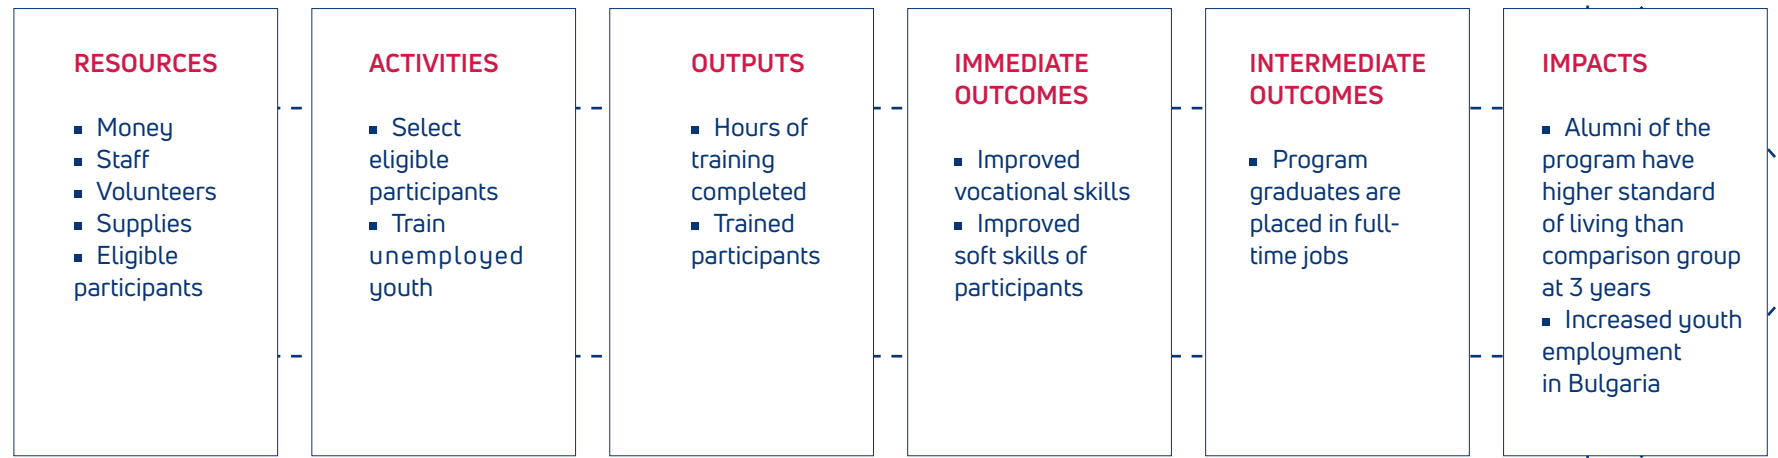 RESOURCES
▪ Money
▪ Staff
▪ Volunteers
▪ Supplies
▪ Eligible
participants
ACTIVITIES
▪ Select
eligible
participants
▪ Train
unemployed
youth
OUTPUTS
▪ Hours of
training
completed
▪ Trained
participants
IMMEDIATE
OUTCOMES
▪ Improved
vocational skills
▪ Improved
soft skills of
participants
INTERMEDIATE
OUTCOMES
▪ Program
graduates are
placed in full-
time jobs
IMPACTS
▪ Alumni of the
program have
higher standard
of living than
comparison group
at 3 years
▪ Increased youth
employment
in Bulgaria